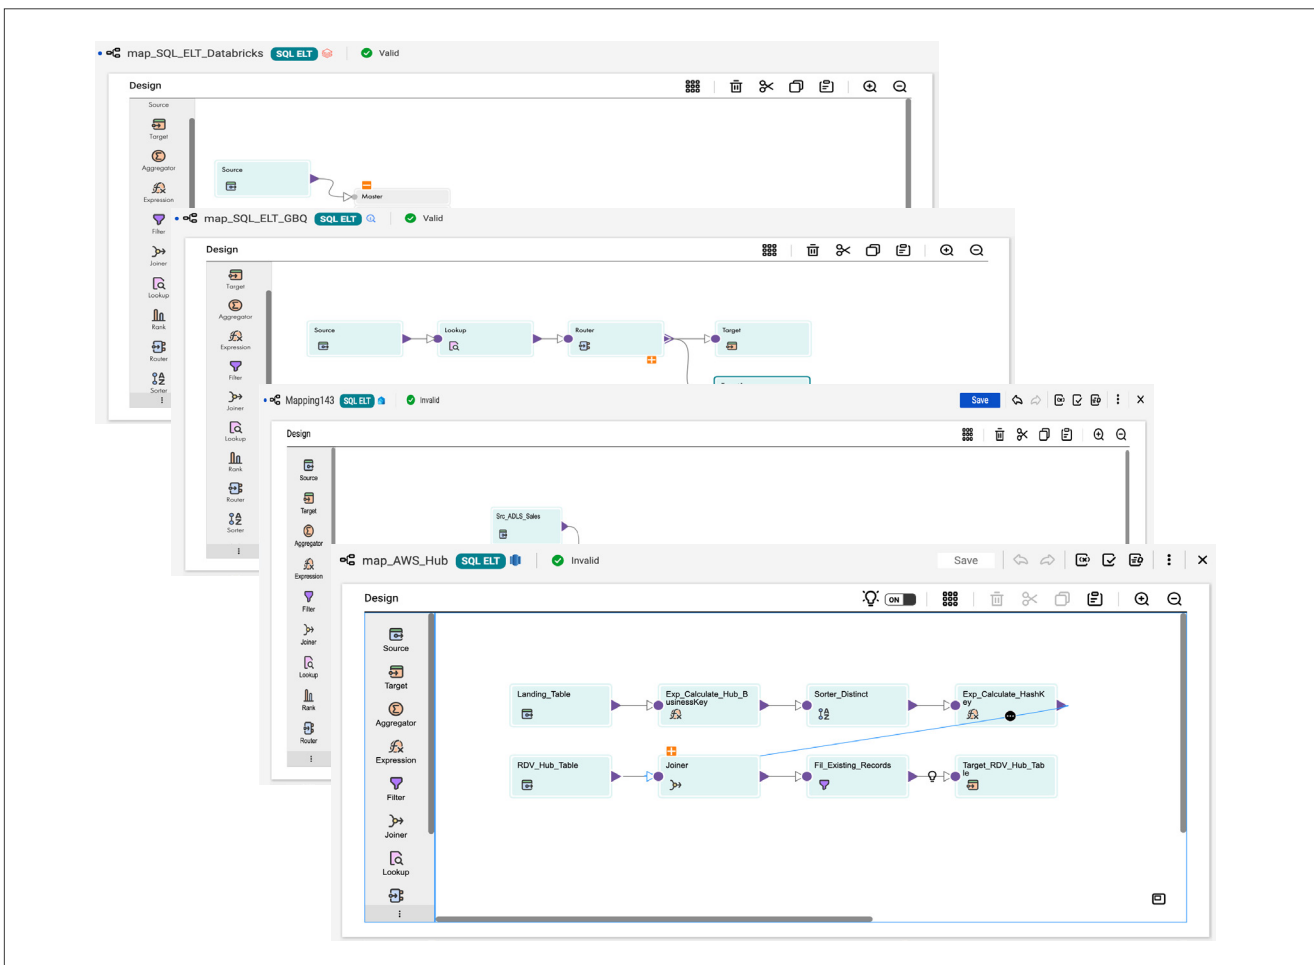 map_SQL_ELT_Databricks SQL ELT Valid
Design
Source
Target
Aggregator
Expression
Filter
Joiner
Lookup
Rank
Router
Sorter
Source
Master
map_SQL_ELT_GBQ SQL ELT Valid
Design
Target
Aggregator
Expression
Filter
Joiner
Lookup
Rank
Router
Sorter
Source
Lookup
Router
Target
Mapping143 SQL ELT Invalid Save
Design
Source
Target
Aggregator
Expression
Filter
Joiner
Lookup
Rank
Router
Src_ADLS_Sales
map_AWS_Hub SQL ELT Invalid Save
Design ON
Source
Target
Aggregator
Expression
Filter
Joiner
Lookup
Landing_Table
Exp_Calculate_Hub_B
usinessKey
Sorter_Distinct
Exp_Calculate_HashK
ey
RDV_Hub_Table
Joiner
Fil_Existing_Records
Target_RDV_Hub_Tab
le